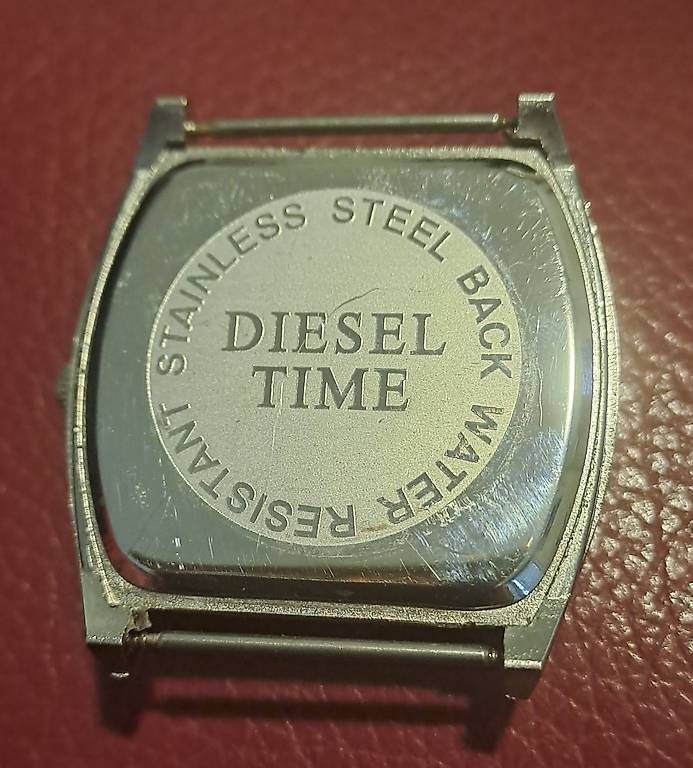 STAINLESS STEEL BACK WATER RESISTANT
DIESEL
TIME